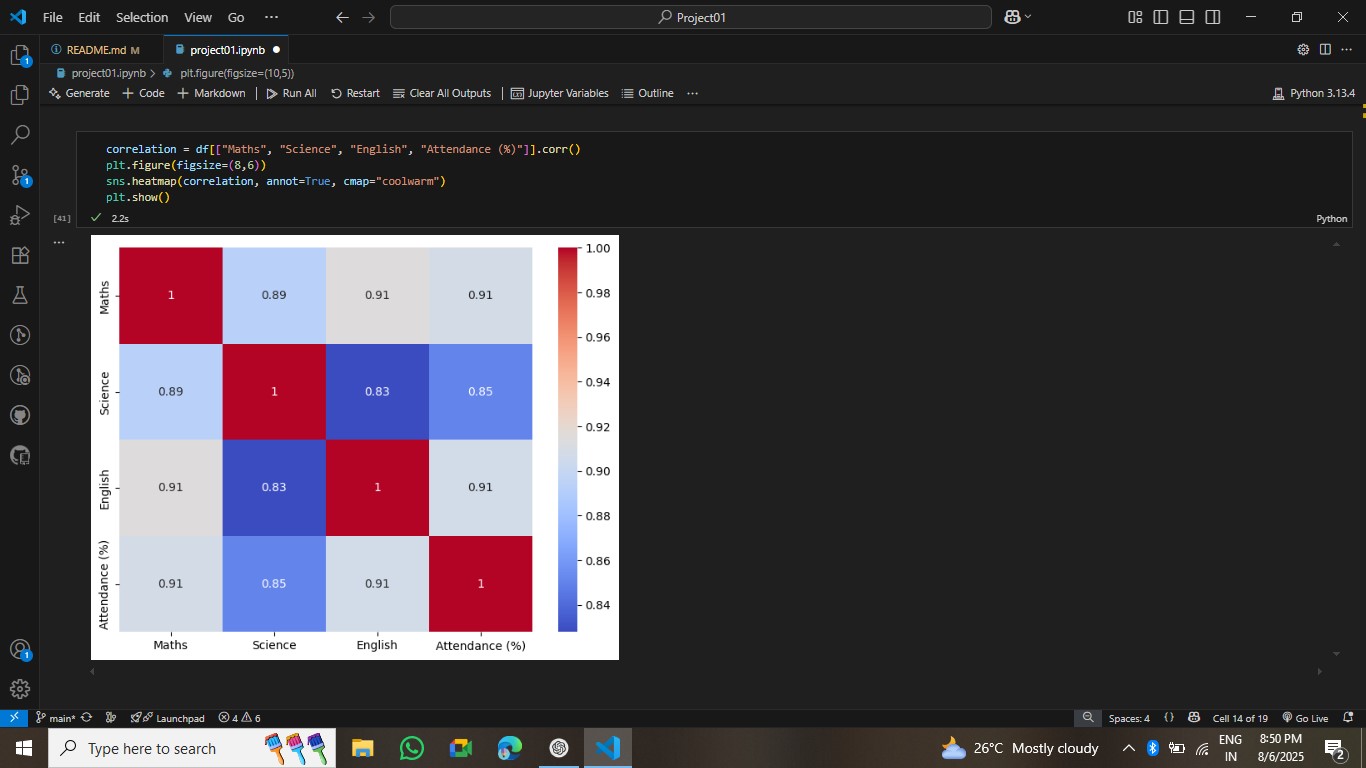 File Edit Selection View Go ··· Project01
README.md M project01.ipynb
project01.ipynb > plt.figure(figsize=(10,5))
Generate + Code + Markdown Run All Restart Clear All Outputs Jupyter Variables Outline ··· Python 3.13.4
correlation = df[["Maths", "Science", "English", "Attendance (%)"]].corr()
plt.figure(figsize=(8,6))
sns.heatmap(correlation, annot=True, cmap="coolwarm")
plt.show()
[41] 2.2s Python
1.00
0.98
0.96
0.94
0.92
0.90
0.88
0.86
0.84
Maths 1 0.89 0.91 0.91
Science 0.89 1 0.83 0.85
English 0.91 0.83 1 0.91
Attendance (%) 0.91 0.85 0.91 1
Maths Science English Attendance (%)
1
1
1
main* Launchpad 4 6 Spaces: 4 {} Cell 14 of 19 Go Live
Type here to search 26°C Mostly cloudy ENG IN 8:50 PM 8/6/2025 2